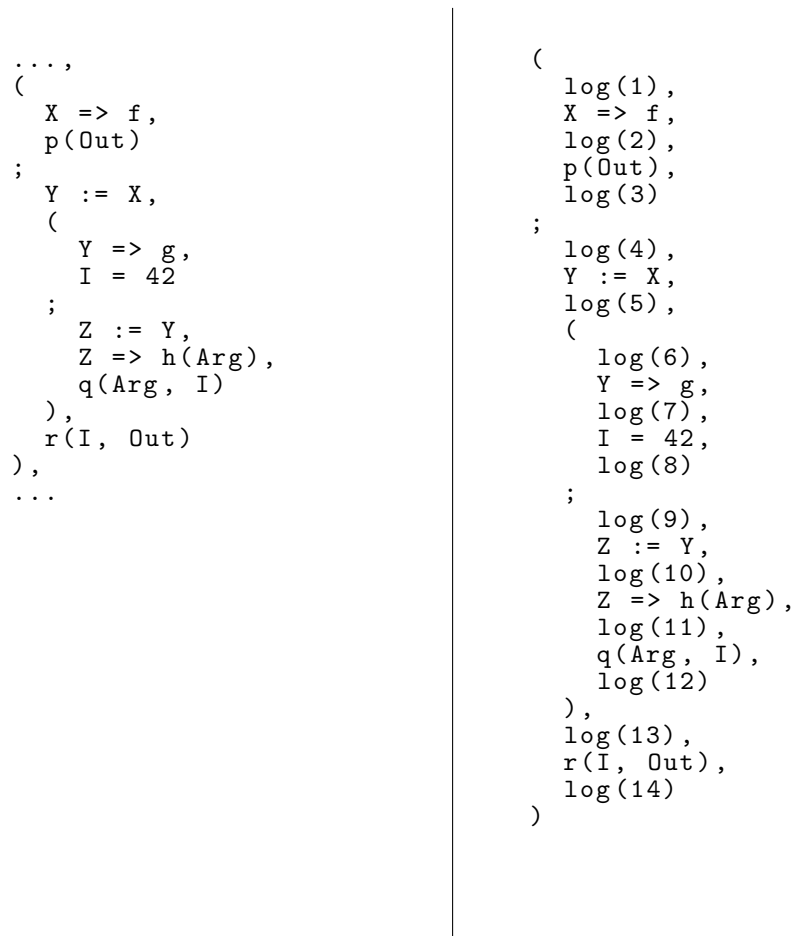 ...,
(
  X => f,
  p(Out)
;
  Y := X,
  (
    Y => g,
    I = 42
  ;
    Z := Y,
    Z => h(Arg),
    q(Arg, I)
  ),
  r(I, Out)
),
...
(
  log(1),
  X => f,
  log(2),
  p(Out),
  log(3)
;
  log(4),
  Y := X,
  log(5),
  (
    log(6),
    Y => g,
    log(7),
    I = 42,
    log(8)
  ;
    log(9),
    Z := Y,
    log(10),
    Z => h(Arg),
    log(11),
    q(Arg, I),
    log(12)
  ),
  log(13),
  r(I, Out),
  log(14)
)